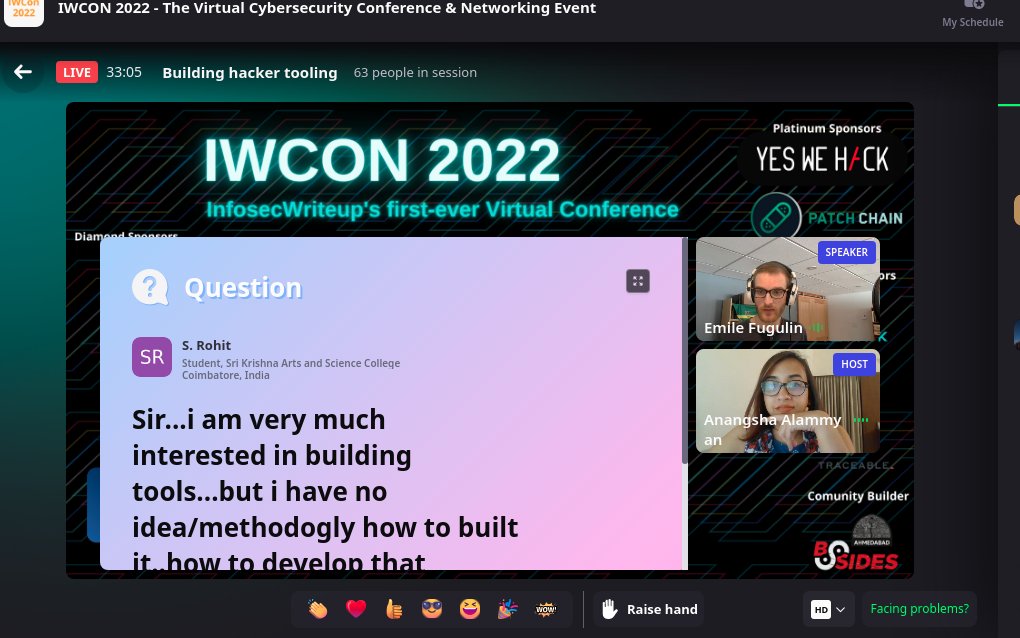 IWCon
2022
IWCON 2022 - The Virtual Cybersecurity Conference & Networking Event
My Schedule
LIVE 33:05 Building hacker tooling 63 people in session
IWCON 2022
InfosecWriteup's first-ever Virtual Conference
Platinum Sponsors
YES WE H/CK
PATCHCHAIN
Diamond Sponsors
Question
SR
S. Rohit
Student, Sri Krishna Arts and Science College
Coimbatore, India
Sir...i am very much
interested in building
tools...but i have no
idea/methodogly how to built
it..how to develop that
SPEAKER
Emile Fugulin
ors
HOST
Anangsha Alammy
an
TRACEABLE
Comunity Builder
AHMEDABAD
BSIDES
WOW!
Raise hand
HD
Facing problems?